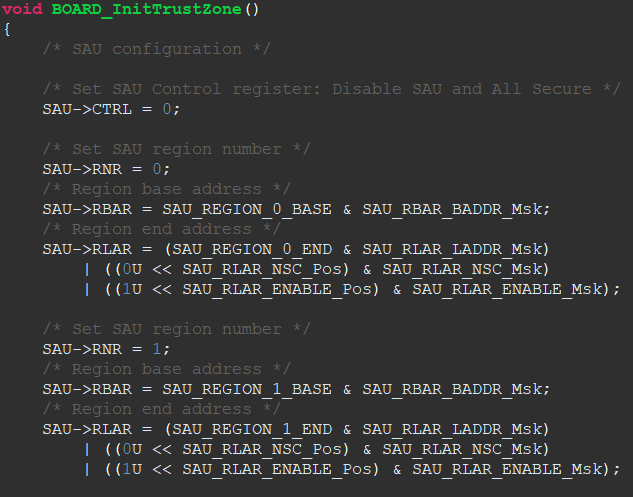 void BOARD_InitTrustZone()
{
    /* SAU configuration */

    /* Set SAU Control register: Disable SAU and All Secure */
    SAU->CTRL = 0;

    /* Set SAU region number */
    SAU->RNR = 0;
    /* Region base address */
    SAU->RBAR = SAU_REGION_0_BASE & SAU_RBAR_BADDR_Msk;
    /* Region end address */
    SAU->RLAR = (SAU_REGION_0_END & SAU_RLAR_LADDR_Msk)
        | ((0U << SAU_RLAR_NSC_Pos) & SAU_RLAR_NSC_Msk)
        | ((1U << SAU_RLAR_ENABLE_Pos) & SAU_RLAR_ENABLE_Msk);

    /* Set SAU region number */
    SAU->RNR = 1;
    /* Region base address */
    SAU->RBAR = SAU_REGION_1_BASE & SAU_RBAR_BADDR_Msk;
    /* Region end address */
    SAU->RLAR = (SAU_REGION_1_END & SAU_RLAR_LADDR_Msk)
        | ((0U << SAU_RLAR_NSC_Pos) & SAU_RLAR_NSC_Msk)
        | ((1U << SAU_RLAR_ENABLE_Pos) & SAU_RLAR_ENABLE_Msk);